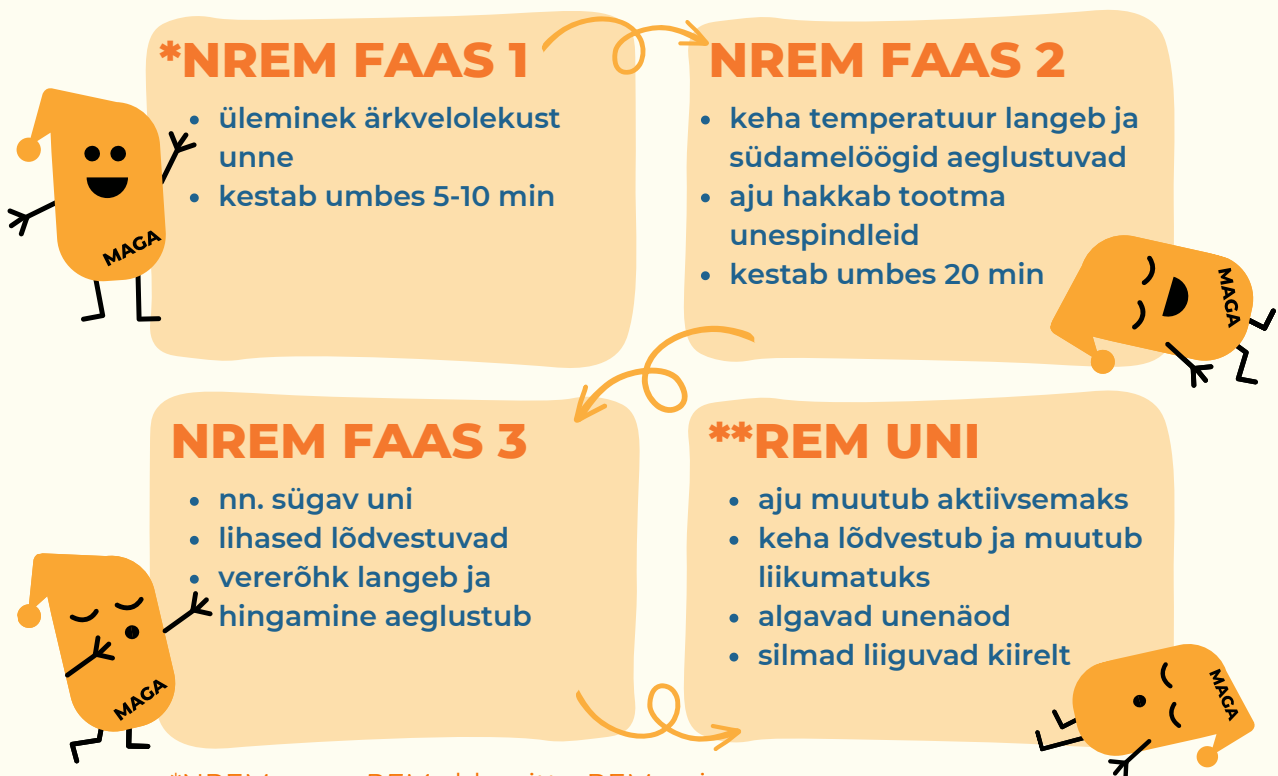 *NREM FAAS 1
üleminek ärkvelolekust
unne
kestab umbes 5-10 min
MAGA
NREM FAAS 2
keha temperatuur langeb ja
südamelöögid aeglustuvad
aju hakkab tootma
unespindleid
kestab umbes 20 min
MAGA
NREM FAAS 3
nn. sügav uni
lihased lõdvestuvad
vererõhk langeb ja
hingamine aeglustub
MAGA
**REM UNI
aju muutub aktiivsemaks
keha lõdvestub ja muutub
liikumatuks
algavad unenäod
silmad liiguvad kiirelt
MAGA